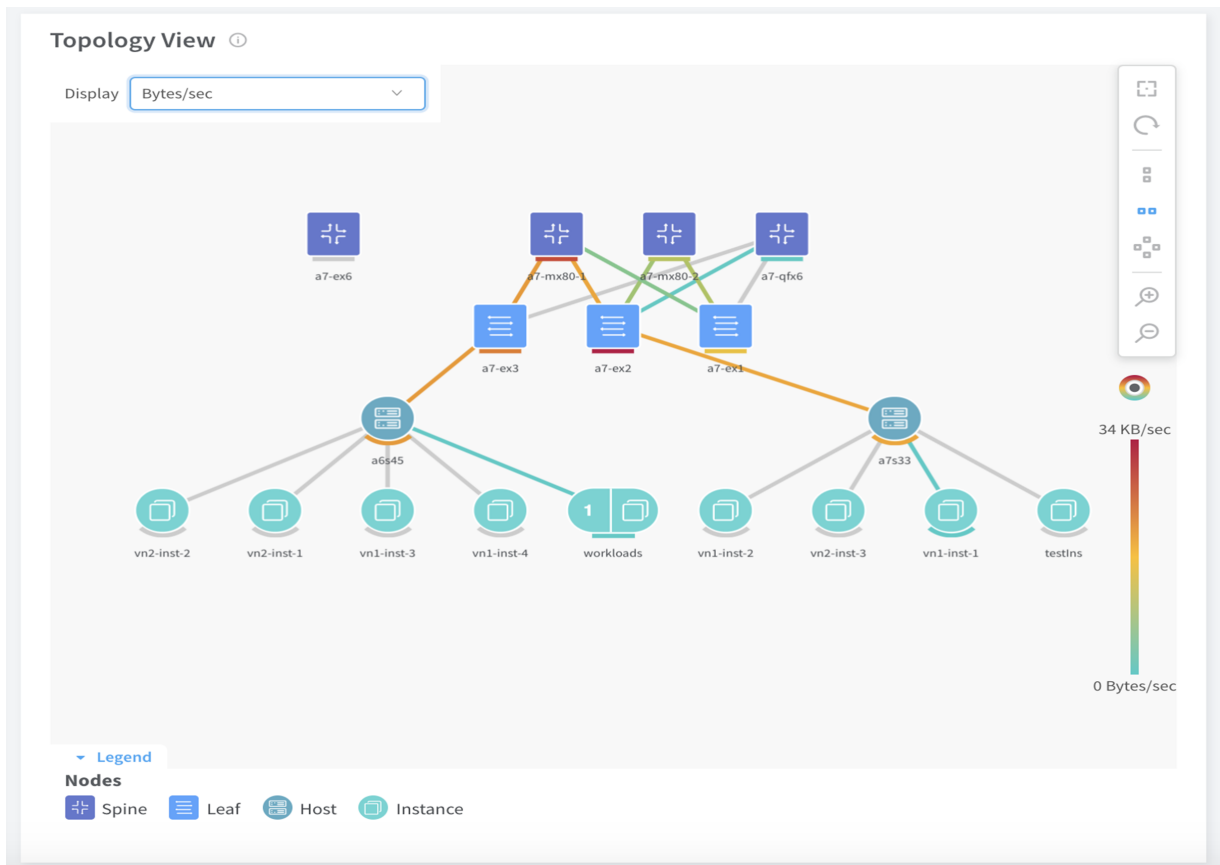 Topology View
Display Bytes/sec
a7-ex6 a7-mx80-1 a7-mx80-2 a7-qfx6
a7-ex3 a7-ex2 a7-ex1
34 KB/sec
a6s45 a7s33
1
vn2-inst-2 vn2-inst-1 vn1-inst-3 vn1-inst-4 workloads vn1-inst-2 vn2-inst-3 vn1-inst-1 testIns
0 Bytes/sec
Legend
Nodes
Spine Leaf Host Instance